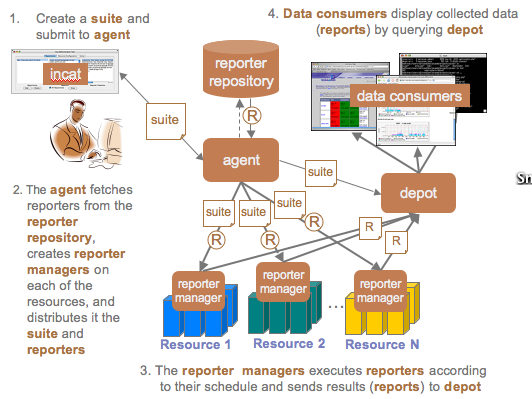 1. Create a suite and
submit to agent
4. Data consumers display collected data
(reports) by querying depot
incat
reporter
repository
data consumers
R
suite
agent
suite
depot
Sn
2. The agent fetches
reporters from the
reporter
repository,
creates reporter
managers on
each of the
resources, and
distributes it the
suite and
reporters
suite
suite
suite
R
R
R
R
R
reporter
manager
reporter
manager
reporter
manager
...
Resource 1
Resource 2
Resource N
3. The reporter managers executes reporters according
to their schedule and sends results (reports) to depot